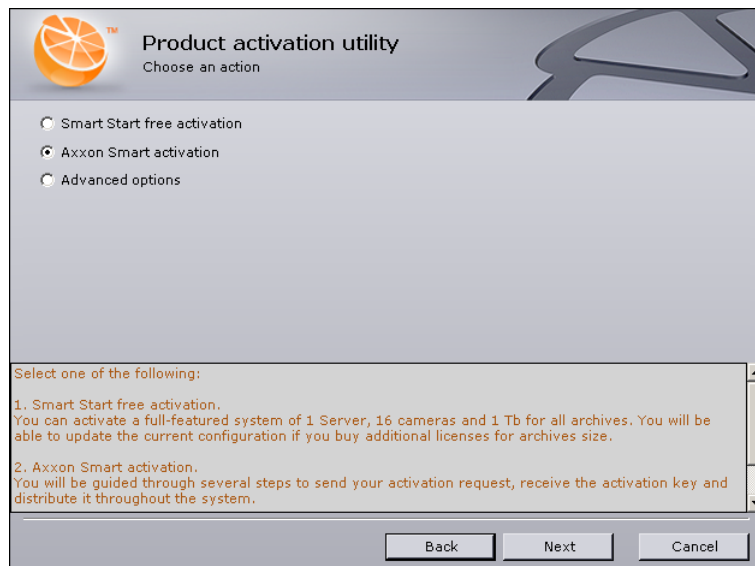 TM
Product activation utility
Choose an action
Smart Start free activation
Axxon Smart activation
Advanced options
Select one of the following:
1. Smart Start free activation.
You can activate a full-featured system of 1 Server, 16 cameras and 1 Tb for all archives. You will be
able to update the current configuration if you buy additional licenses for archives size.
2. Axxon Smart activation.
You will be guided through several steps to send your activation request, receive the activation key and
distribute it throughout the system.
Back Next Cancel